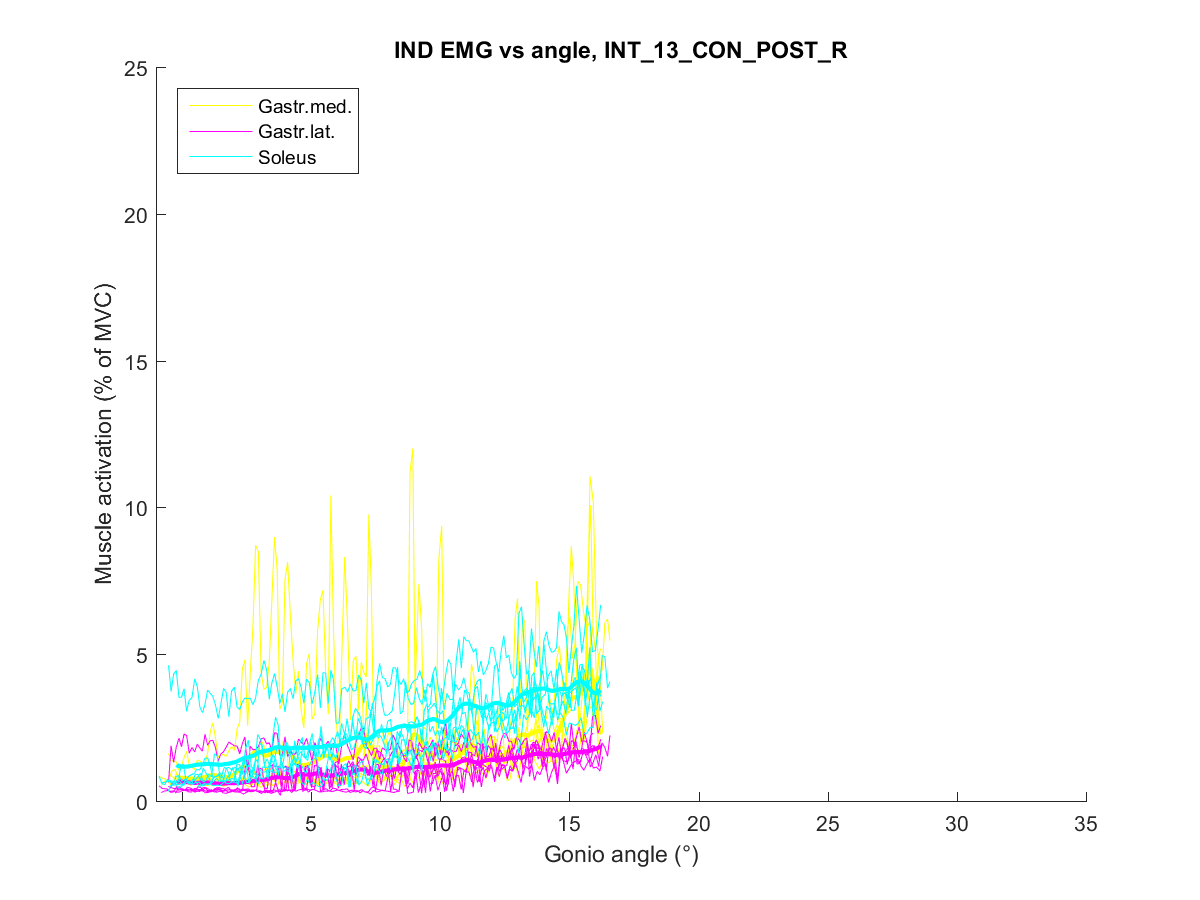 IND EMG vs angle, INT_13_CON_POST_R
25
20
15
10
5
0
Gastr.med.
Gastr.lat.
Soleus
Muscle activation (% of MVC)
0 5 10 15 20 25 30 35
Gonio angle (°)